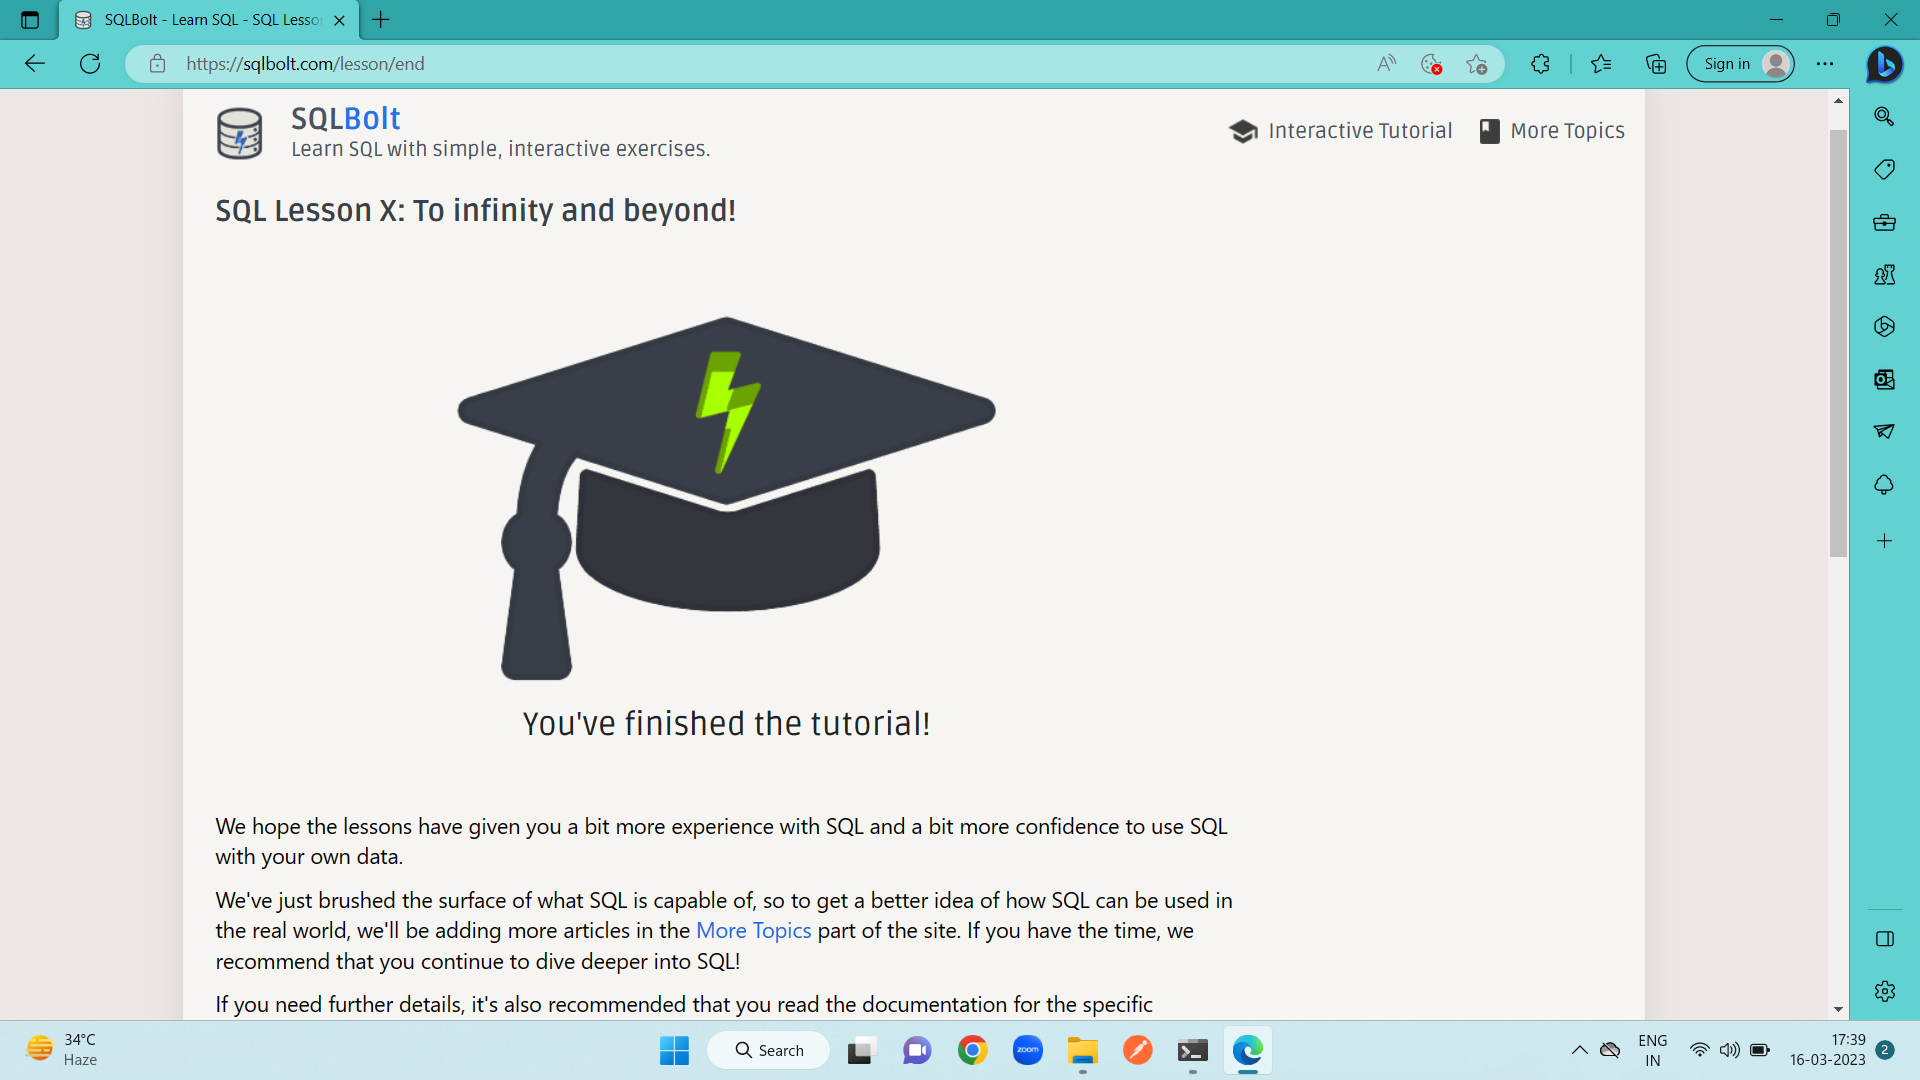 SQLBolt - Learn SQL - SQL Lesso
https://sqlbolt.com/lesson/end
Sign in
SQLBolt
Learn SQL with simple, interactive exercises.
Interactive Tutorial
More Topics
SQL Lesson X: To infinity and beyond!
You've finished the tutorial!
We hope the lessons have given you a bit more experience with SQL and a bit more confidence to use SQL
with your own data.
We've just brushed the surface of what SQL is capable of, so to get a better idea of how SQL can be used in
the real world, we'll be adding more articles in the More Topics part of the site. If you have the time, we
recommend that you continue to dive deeper into SQL!
If you need further details, it's also recommended that you read the documentation for the specific
34°C
Haze
Search
zoom
ENG
IN
17:39
16-03-2023
2